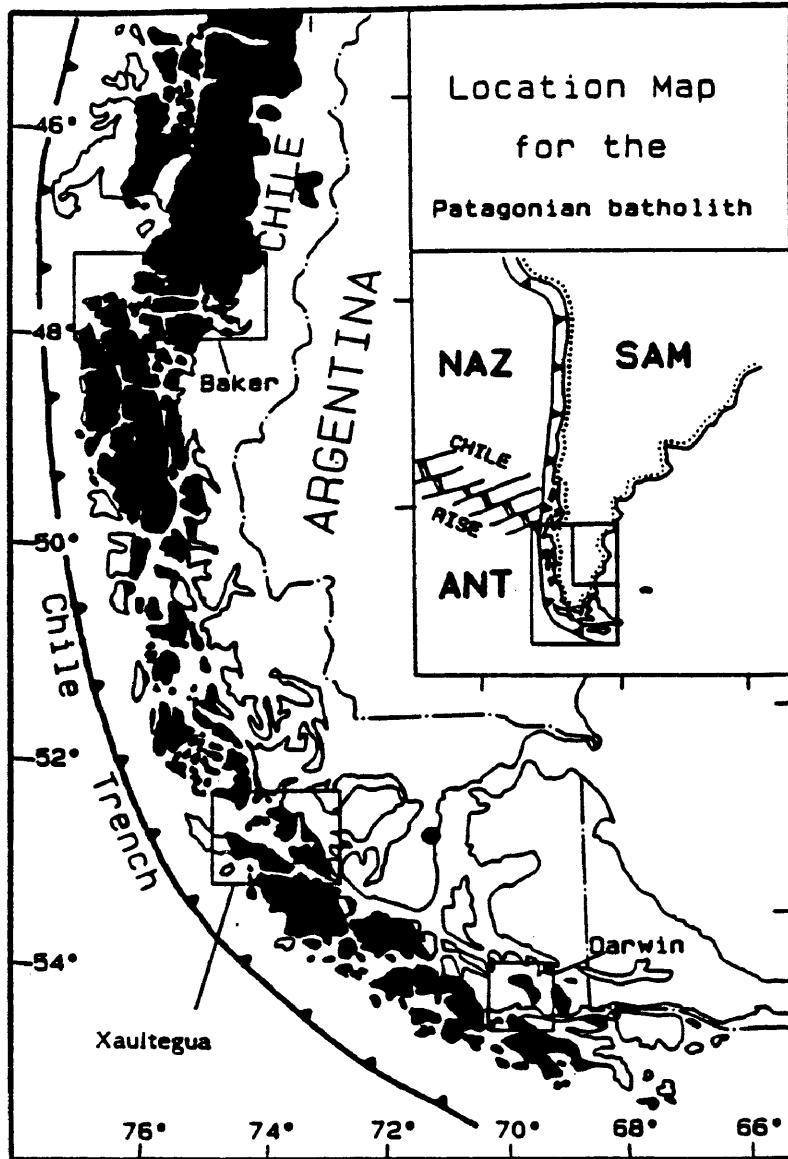 Location Map
for the
Patagonian batholith
46°
CHILE
ARGENTINA
NAZ
SAM
CHILE
RISE
ANT
48°
Baker
50°
Chile
Trench
52°
54°
Darwin
Xaultegua
76°
74°
72°
70°
68°
66°